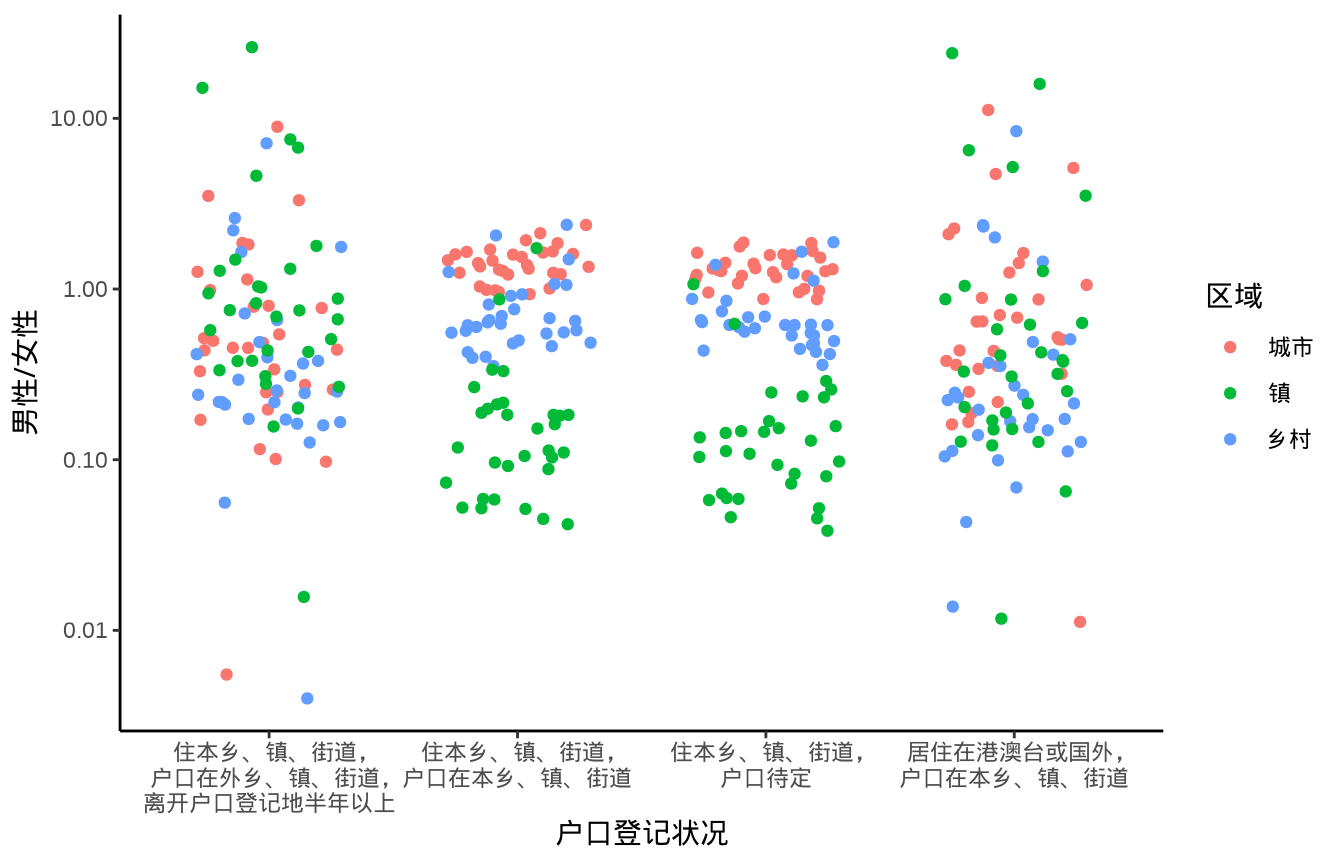 10.00
1.00
0.10
0.01
男性/女性
住本乡、镇、街道，
户口在外乡、镇、街道，
离开户口登记地半年以上
住本乡、镇、街道，
户口在本乡、镇、街道
住本乡、镇、街道，
户口待定
居住在港澳台或国外，
户口在本乡、镇、街道
户口登记状况
区域
城市
镇
乡村